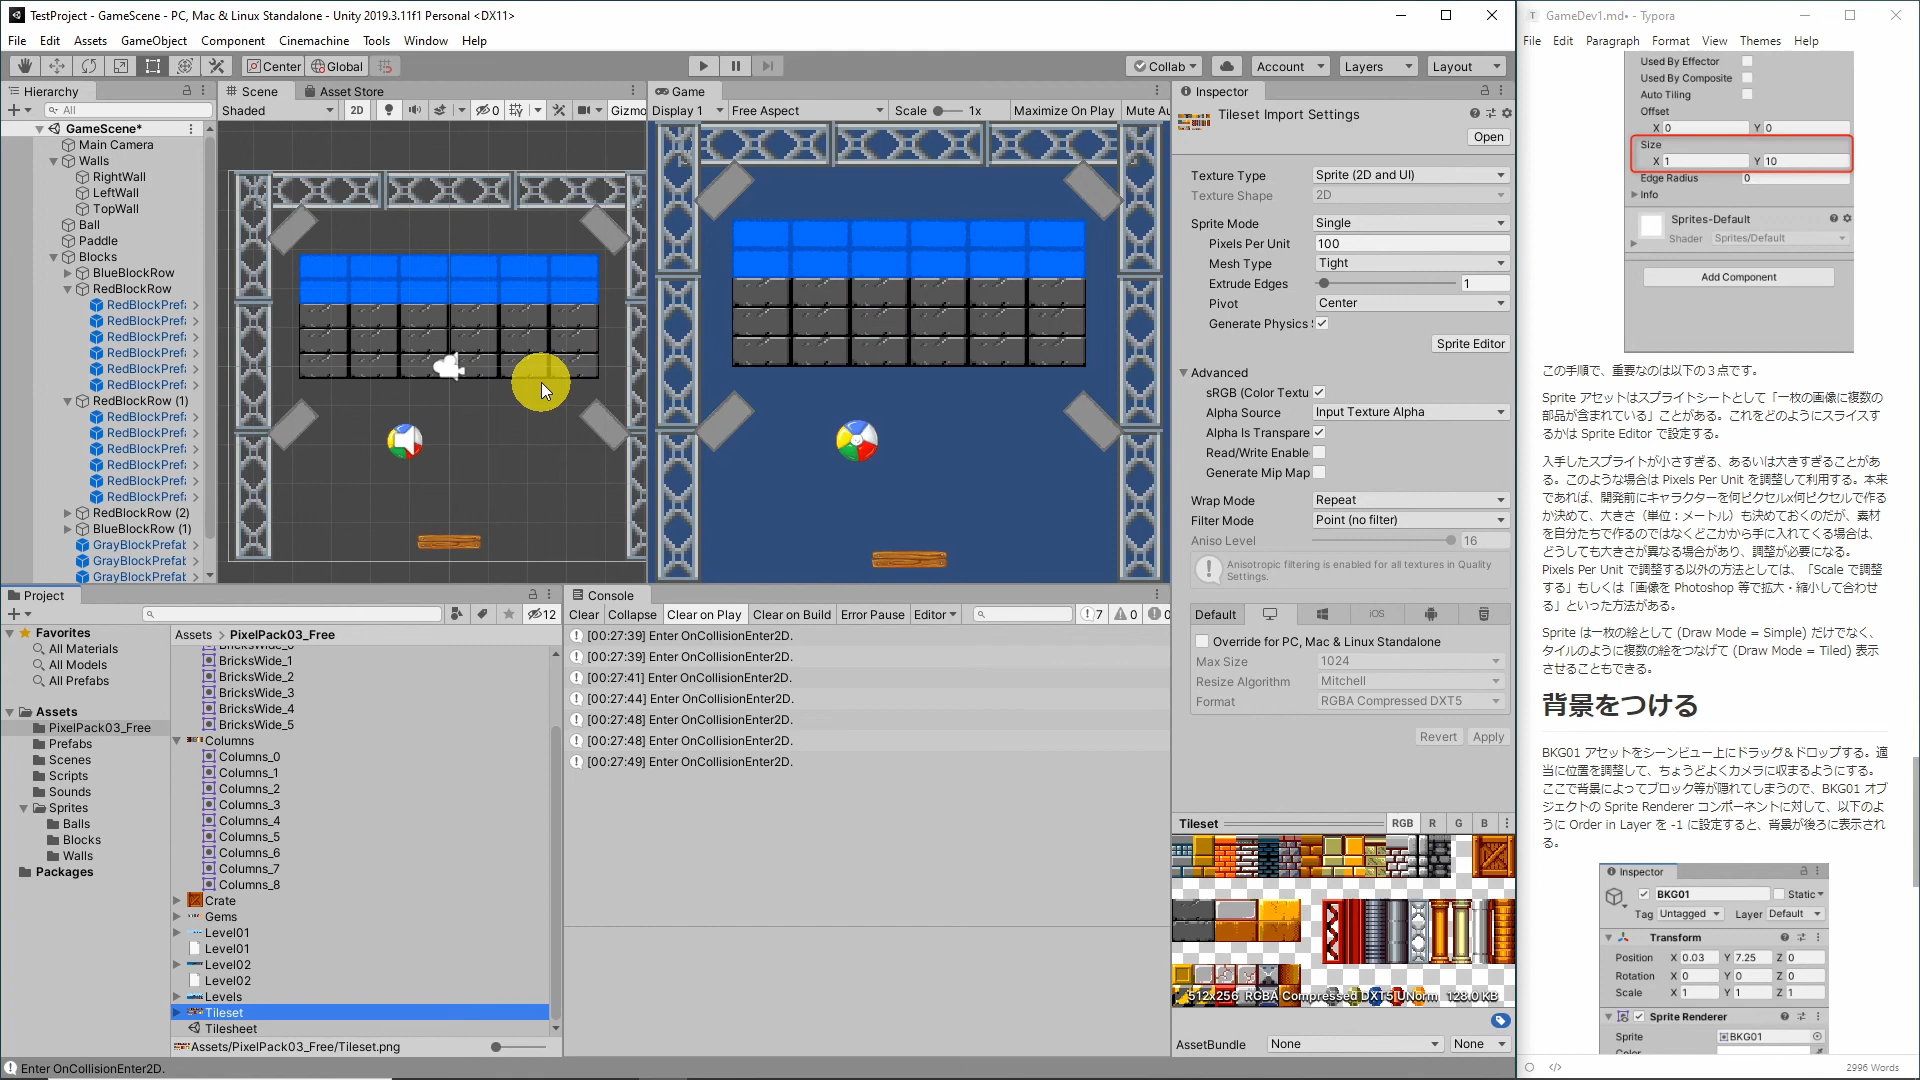 TestProject - GameScene - PC, Mac & Linux Standalone - Unity 2019.3.11f1 Personal <DX11>
File Edit Assets GameObject Component Cinemachine Tools Window Help
Center Global
Collab Account Layers Layout
Hierarchy
All
GameScene*
Main Camera
Walls
RightWall
LeftWall
TopWall
Ball
Paddle
Blocks
BlueBlockRow
RedBlockRow
RedBlockPrefa
RedBlockPrefa
RedBlockPrefa
RedBlockPrefa
RedBlockPrefa
RedBlockPrefa
RedBlockRow (1)
RedBlockPrefa
RedBlockPrefa
RedBlockPrefa
RedBlockPrefa
RedBlockPrefa
RedBlockPrefa
RedBlockRow (2)
BlueBlockRow (1)
GrayBlockPrefab
GrayBlockPrefab
GrayBlockPrefab
Scene Asset Store
Shaded 2D 0 Gizmo
Game
Display 1 Free Aspect Scale 1x Maximize On Play Mute Au
Inspector
Tileset Import Settings
Open
Texture Type Sprite (2D and UI)
Texture Shape 2D
Sprite Mode Single
Pixels Per Unit 100
Mesh Type Tight
Extrude Edges 1
Pivot Center
Generate Physics
Sprite Editor
Advanced
sRGB (Color Textu
Alpha Source Input Texture Alpha
Alpha Is Transpare
Read/Write Enable
Generate Mip Map
Wrap Mode Repeat
Filter Mode Point (no filter)
Aniso Level 16
Anisotropic filtering is enabled for all textures in Quality Settings.
Default iOS
Override for PC, Mac & Linux Standalone
Max Size 1024
Resize Algorithm Mitchell
Format RGBA Compressed DXT5
Revert Apply
Tileset RGB R G B
512x256 RGBA Compressed DXT5 UNorm 128.0 KB
AssetBundle None None
Project
12
Favorites
All Materials
All Models
All Prefabs
Assets
PixelPack03_Free
Prefabs
Scenes
Scripts
Sounds
Sprites
Balls
Blocks
Walls
Packages
Assets > PixelPack03_Free
BricksWide_0
BricksWide_1
BricksWide_2
BricksWide_3
BricksWide_4
BricksWide_5
Columns
Columns_0
Columns_1
Columns_2
Columns_3
Columns_4
Columns_5
Columns_6
Columns_7
Columns_8
Crate
Gems
Level01
Level01
Level02
Level02
Levels
Tileset
Tilesheet
Assets/PixelPack03_Free/Tileset.png
Console
Clear Collapse Clear on Play Clear on Build Error Pause Editor 7 0 0
[00:27:39] Enter OnCollisionEnter2D.
[00:27:39] Enter OnCollisionEnter2D.
[00:27:41] Enter OnCollisionEnter2D.
[00:27:44] Enter OnCollisionEnter2D.
[00:27:48] Enter OnCollisionEnter2D.
[00:27:48] Enter OnCollisionEnter2D.
[00:27:49] Enter OnCollisionEnter2D.
Enter OnCollisionEnter2D.
GameDev1.md• - Typora
File Edit Paragraph Format View Themes Help
Used By Effector
Used By Composite
Auto Tiling
Offset
X 0 Y 0
Size
X 1 Y 10
Edge Radius 0
Info
Sprites-Default
Shader Sprites/Default
Add Component
この手順で、重要なのは以下の３点です。
Sprite アセットはスプライトシートとして「一枚の画像に複数の
部品が含まれている」ことがある。これをどのようにスライスす
るかは Sprite Editor で設定する。
入手したスプライトが小さすぎる、あるいは大きすぎることがあ
る。このような場合は Pixels Per Unit を調整して利用する。本来
であれば、開発前にキャラクターを何ピクセルx何ピクセルで作る
か決めて、大きさ（単位：メートル）も決めておくのだが、素材
を自分たちで作るのではなくどこかから手に入れてくる場合は、
どうしても大きさが異なる場合があり、調整が必要になる。
Pixels Per Unit で調整する以外の方法としては、「Scale で調整
する」もしくは「画像を Photoshop 等で拡大・縮小して合わせ
る」といった方法がある。
Sprite は一枚の絵として (Draw Mode = Simple) だけでなく、
タイルのように複数の絵をつなげて (Draw Mode = Tiled) 表示
させることもできる。
背景をつける
BKG01 アセットをシーンビュー上にドラッグ＆ドロップする。適
当に位置を調整して、ちょうどよくカメラに収まるようにする。
ここで背景によってブロック等が隠れてしまうので、BKG01 オブ
ジェクトの Sprite Renderer コンポーネントに対して、以下のよ
うに Order in Layer を -1 に設定すると、背景が後ろに表示され
る。
Inspector
BKG01 Static
Tag Untagged Layer Default
Transform
Position X 0.03 Y 7.25 Z 0
Rotation X 0 Y 0 Z 0
Scale X 1 Y 1 Z 1
Sprite Renderer
Sprite BKG01
Color
2996 Words